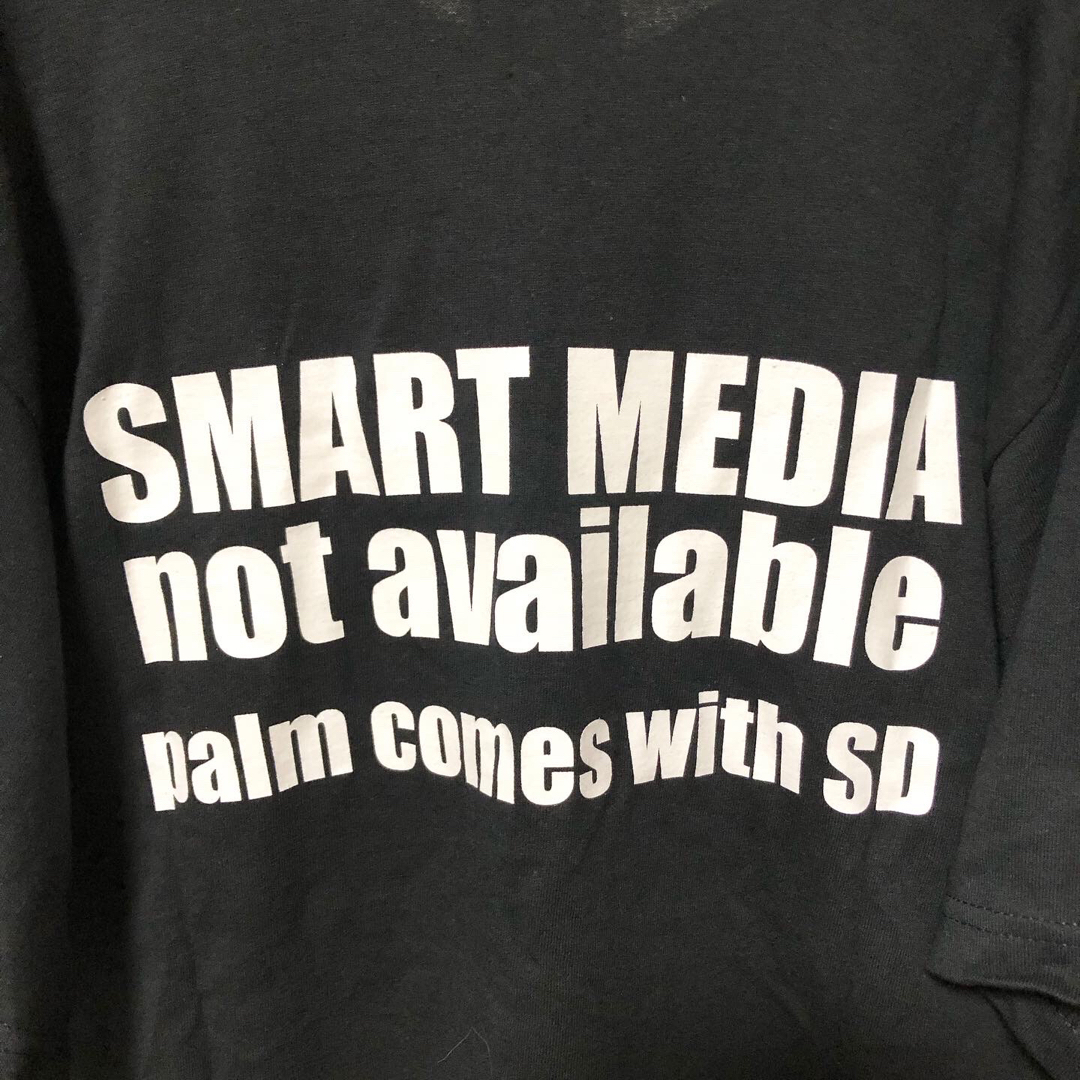 SMART MEDIA
not available
palm comes with SD